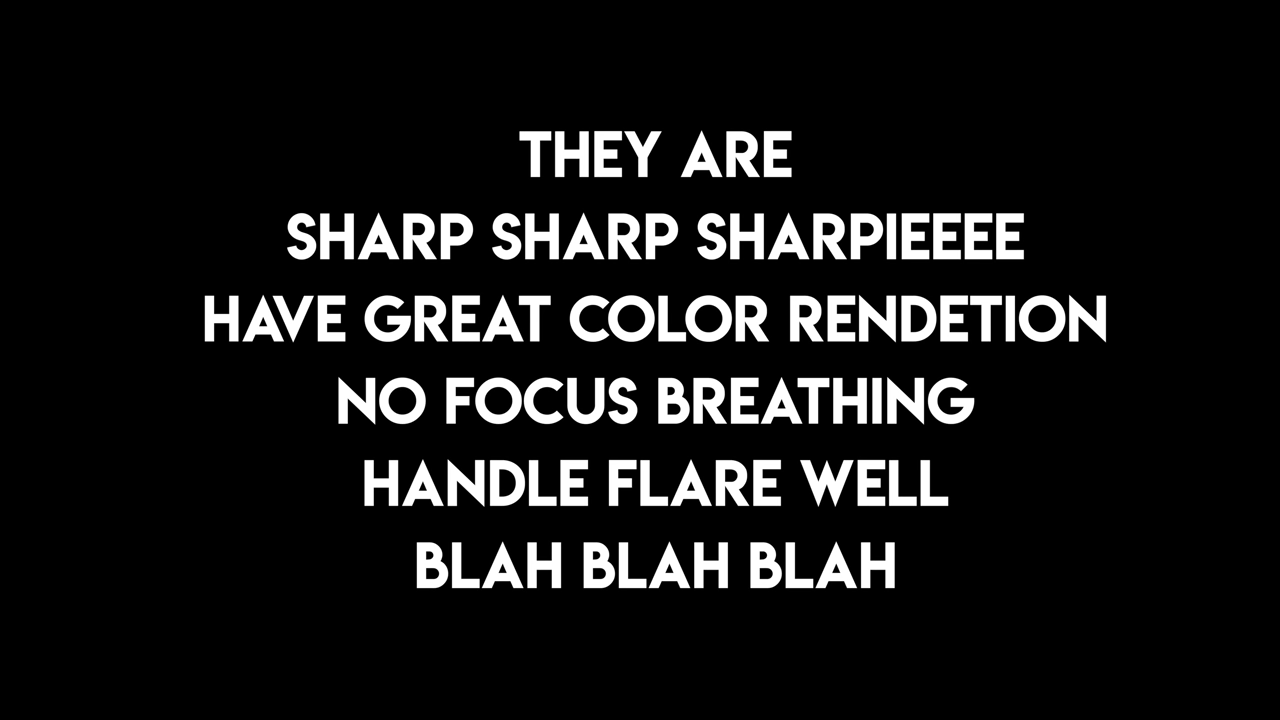 THEY ARE
SHARP SHARP SHARPIEEEE
HAVE GREAT COLOR RENDETION
NO FOCUS BREATHING
HANDLE FLARE WELL
BLAH BLAH BLAH